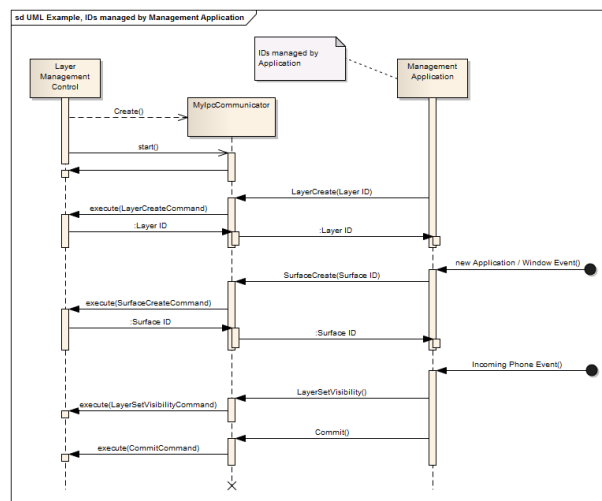 sd UML Example, IDs managed by Management Application
Layer
Management
Control
IDs managed by
Application
Management
Application
MyIpcCommunicator
Create()
start()
LayerCreate(Layer ID)
execute(LayerCreateCommand)
:Layer ID
:Layer ID
new Application / Window Event()
SurfaceCreate(Surface ID)
execute(SurfaceCreateCommand)
:Surface ID
:Surface ID
Incoming Phone Event()
LayerSetVisibility()
execute(LayerSetVisibilityCommand)
Commit()
execute(CommitCommand)